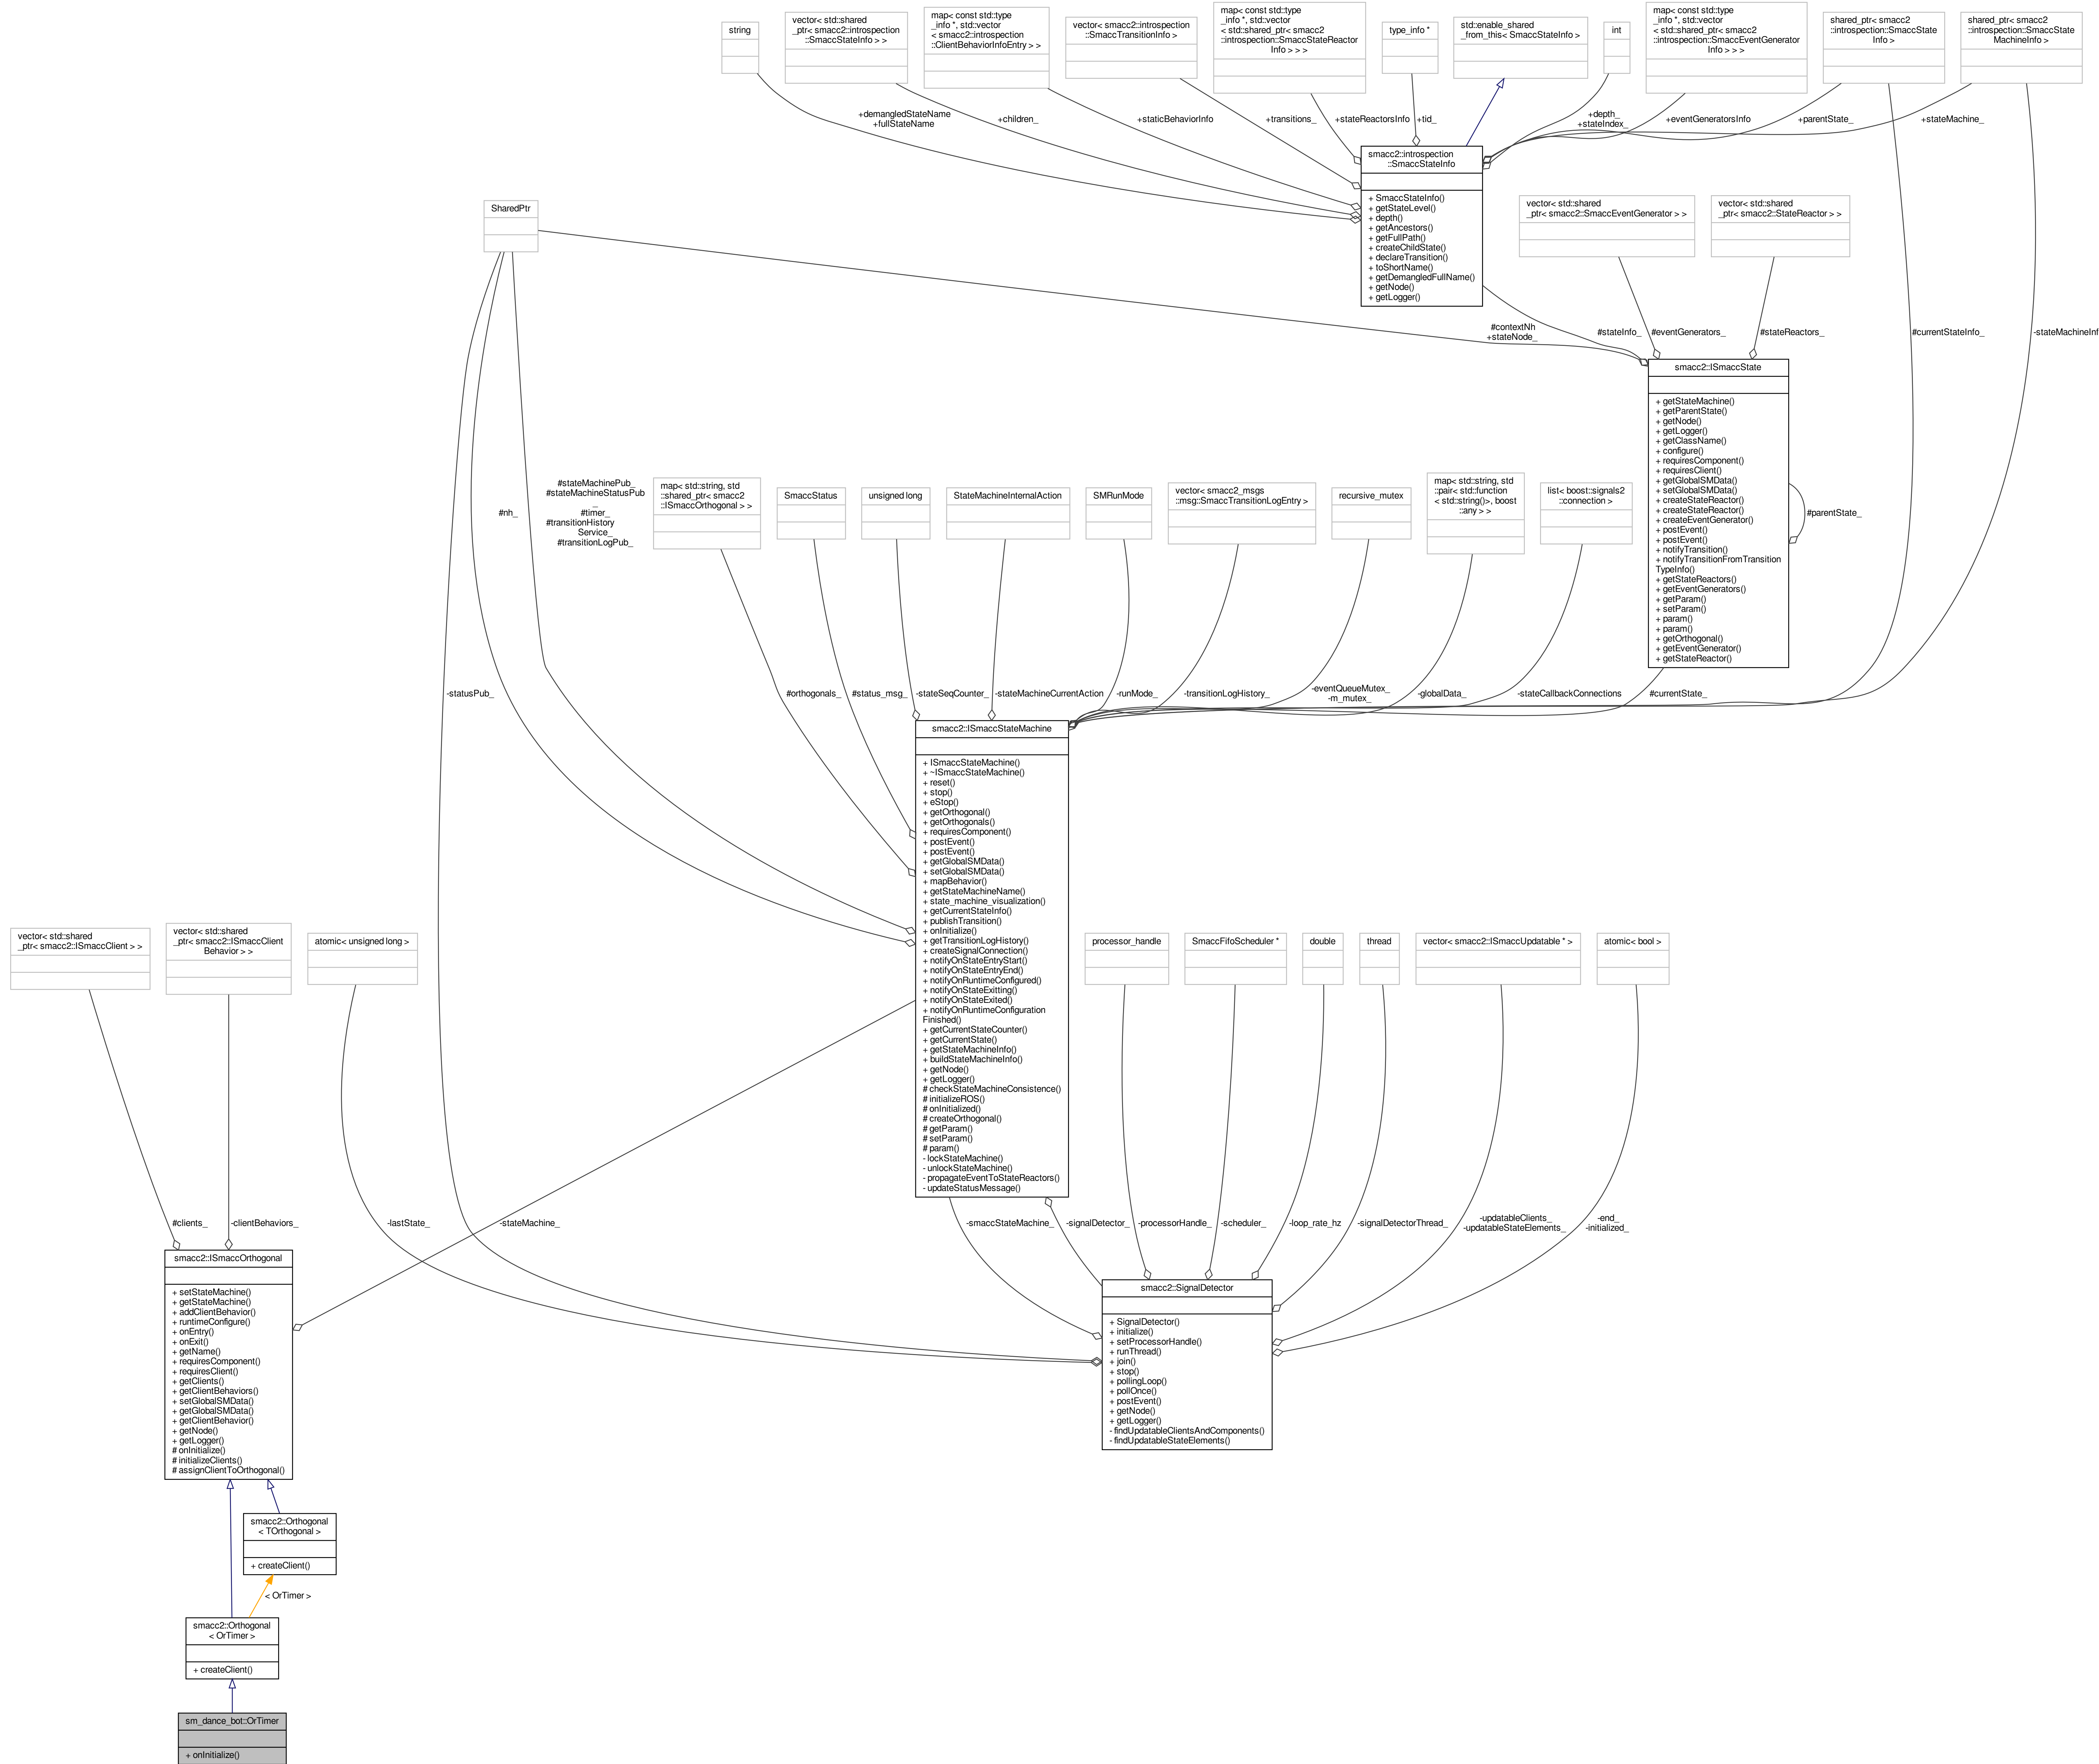 string
vector< std::shared
_ptr< smacc2::introspection
::SmaccStateInfo > >
map< const std::type
_info *, std::vector
< smacc2::introspection
::ClientBehaviorInfoEntry > >
vector< smacc2::introspection
::SmaccTransitionInfo >
map< const std::type
_info *, std::vector
< std::shared_ptr< smacc2
::introspection::SmaccStateReactor
Info > > >
type_info *
std::enable_shared
_from_this< SmaccStateInfo >
int
map< const std::type
_info *, std::vector
< std::shared_ptr< smacc2
::introspection::SmaccEventGenerator
Info > > >
shared_ptr< smacc2
::introspection::SmaccState
Info >
shared_ptr< smacc2
::introspection::SmaccState
MachineInfo >
+demangledStateName
+fullStateName
+children_
+staticBehaviorInfo
+transitions_
+stateReactorsInfo
+tid_
+depth_
+stateIndex_
+eventGeneratorsInfo
+parentState_
+stateMachine_
smacc2::introspection
::SmaccStateInfo
+ SmaccStateInfo()
+ getStateLevel()
+ depth()
+ getAncestors()
+ getFullPath()
+ createChildState()
+ declareTransition()
+ toShortName()
+ getDemangledFullName()
+ getNode()
+ getLogger()
SharedPtr
vector< std::shared
_ptr< smacc2::SmaccEventGenerator > >
vector< std::shared
_ptr< smacc2::StateReactor > >
#contextNh
+stateNode_
#stateInfo_
#eventGenerators_
#stateReactors_
#currentStateInfo_
-stateMachineInf
smacc2::ISmaccState
+ getStateMachine()
+ getParentState()
+ getNode()
+ getLogger()
+ getClassName()
+ configure()
+ requiresComponent()
+ requiresClient()
+ getGlobalSMData()
+ setGlobalSMData()
+ createStateReactor()
+ createStateReactor()
+ createEventGenerator()
+ postEvent()
+ postEvent()
+ notifyTransition()
+ notifyTransitionFromTransition
TypeInfo()
+ getStateReactors()
+ getEventGenerators()
+ getParam()
+ setParam()
+ param()
+ param()
+ getOrthogonal()
+ getEventGenerator()
+ getStateReactor()
#parentState_
#nh_
#stateMachinePub_
#stateMachineStatusPub
_
#timer_
#transitionHistory
Service_
#transitionLogPub_
map< std::string, std
::shared_ptr< smacc2
::ISmaccOrthogonal > >
SmaccStatus
unsigned long
StateMachineInternalAction
SMRunMode
vector< smacc2_msgs
::msg::SmaccTransitionLogEntry >
recursive_mutex
map< std::string, std
::pair< std::function
< std::string()>, boost
::any > >
list< boost::signals2
::connection >
-statusPub_
#orthogonals_
#status_msg_
-stateSeqCounter_
-stateMachineCurrentAction
-runMode_
-transitionLogHistory_
-eventQueueMutex_
-m_mutex_
-globalData_
-stateCallbackConnections
#currentState_
smacc2::ISmaccStateMachine
+ ISmaccStateMachine()
+ ~ISmaccStateMachine()
+ reset()
+ stop()
+ eStop()
+ getOrthogonal()
+ getOrthogonals()
+ requiresComponent()
+ postEvent()
+ postEvent()
+ getGlobalSMData()
+ setGlobalSMData()
+ mapBehavior()
+ getStateMachineName()
+ state_machine_visualization()
+ getCurrentStateInfo()
+ publishTransition()
+ onInitialize()
+ getTransitionLogHistory()
+ createSignalConnection()
+ notifyOnStateEntryStart()
+ notifyOnStateEntryEnd()
+ notifyOnRuntimeConfigured()
+ notifyOnStateExitting()
+ notifyOnStateExited()
+ notifyOnRuntimeConfiguration
Finished()
+ getCurrentStateCounter()
+ getCurrentState()
+ getStateMachineInfo()
+ buildStateMachineInfo()
+ getNode()
+ getLogger()
# checkStateMachineConsistence()
# initializeROS()
# onInitialized()
# createOrthogonal()
# getParam()
# setParam()
# param()
- lockStateMachine()
- unlockStateMachine()
- propagateEventToStateReactors()
- updateStatusMessage()
vector< std::shared
_ptr< smacc2::ISmaccClient > >
vector< std::shared
_ptr< smacc2::ISmaccClient
Behavior > >
atomic< unsigned long >
processor_handle
SmaccFifoScheduler *
double
thread
vector< smacc2::ISmaccUpdatable * >
atomic< bool >
#clients_
-clientBehaviors_
-lastState_
-stateMachine_
-smaccStateMachine_
-signalDetector_
-processorHandle_
-scheduler_
-loop_rate_hz
-signalDetectorThread_
-updatableClients_
-updatableStateElements_
-end_
-initialized_
smacc2::ISmaccOrthogonal
+ setStateMachine()
+ getStateMachine()
+ addClientBehavior()
+ runtimeConfigure()
+ onEntry()
+ onExit()
+ getName()
+ requiresComponent()
+ requiresClient()
+ getClients()
+ getClientBehaviors()
+ setGlobalSMData()
+ getGlobalSMData()
+ getClientBehavior()
+ getNode()
+ getLogger()
# onInitialize()
# initializeClients()
# assignClientToOrthogonal()
smacc2::SignalDetector
+ SignalDetector()
+ initialize()
+ setProcessorHandle()
+ runThread()
+ join()
+ stop()
+ pollingLoop()
+ pollOnce()
+ postEvent()
+ getNode()
+ getLogger()
- findUpdatableClientsAndComponents()
- findUpdatableStateElements()
smacc2::Orthogonal
< TOrthogonal >
+ createClient()
< OrTimer >
smacc2::Orthogonal
< OrTimer >
+ createClient()
sm_dance_bot::OrTimer
+ onInitialize()